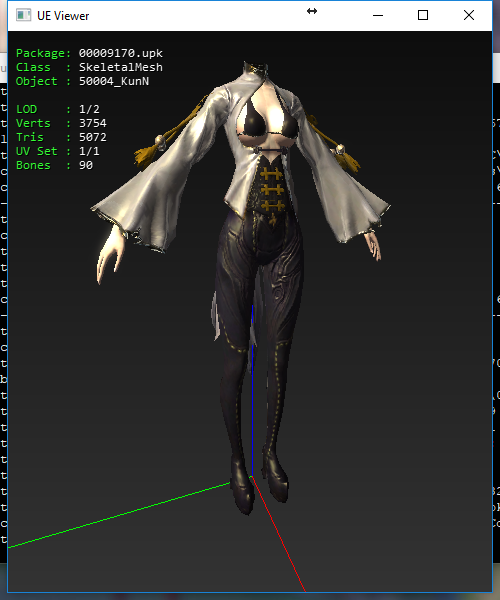 UE Viewer
Package: 00009170.upk
Class : SkeletalMesh
Object : 50004_KunN
LOD : 1/2
Verts : 3754
Tris : 5072
UV Set : 1/1
Bones : 90